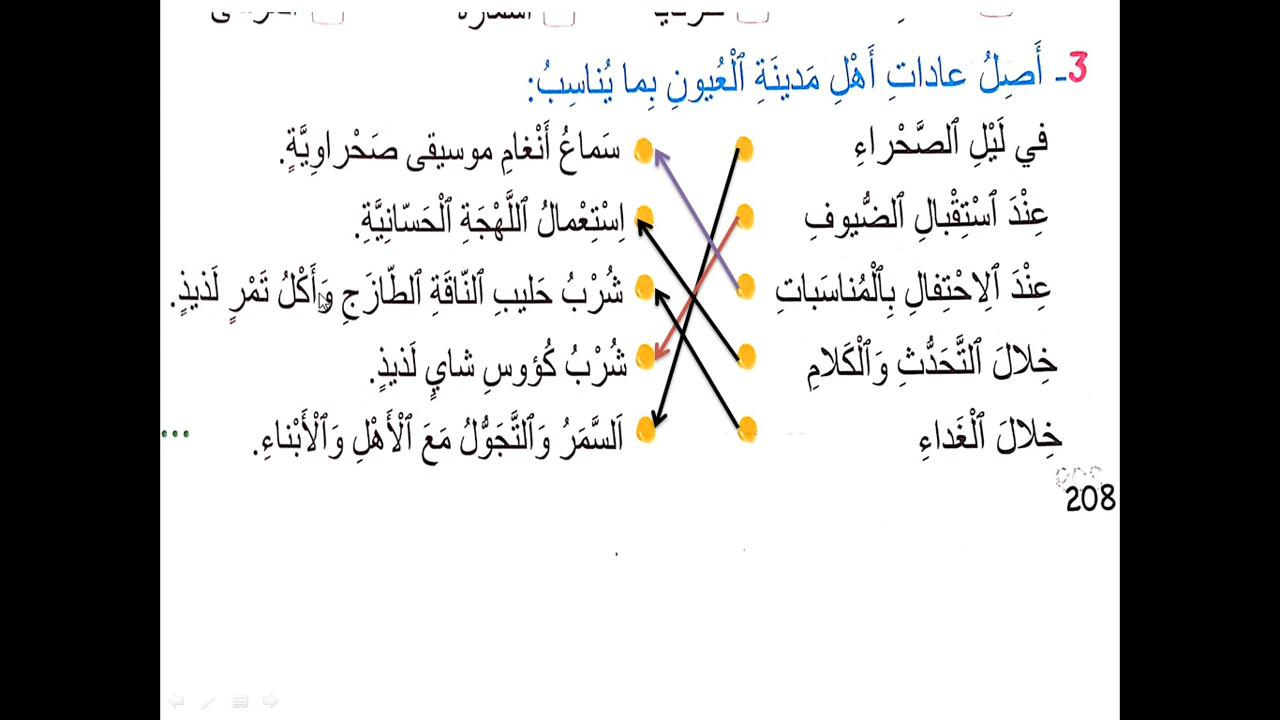 3- أَصِلُ عاداتِ أَهْلِ مَدينَةِ ٱلْعُيونِ بِما يُناسِبُ:
في لَيْلِ ٱلصَّحْراءِ سَماعُ أَنْغامِ موسيقى صَحْراوِيَّةٍ.
عِنْدَ ٱسْتِقْبالِ ٱلضُّيوفِ اِسْتِعْمالُ ٱللَّهْجَةِ ٱلْحَسّانِيَّةِ.
عِنْدَ ٱلِاحْتِفالِ بِٱلْمُناسَباتِ شُرْبُ حَليبِ ٱلنّاقَةِ ٱلطّازَجِ وَأَكْلُ تَمْرٍ لَذيذٍ.
خِلالَ ٱلتَّحَدُّثِ وَٱلْكَلامِ شُرْبُ كُؤوسِ شايٍ لَذيذٍ.
خِلالَ ٱلْغَداءِ اَلسَّمَرُ وَٱلتَّجَوُّلُ مَعَ ٱلْأَهْلِ وَٱلْأَبْناءِ.
...
208